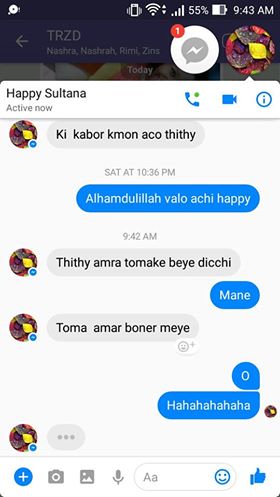 55% 9:43 AM
TRZD
Nashra, Nashrah, Rimi, Zins
1
Today
Happy Sultana
Active now
Ki kabor kmon aco thithy
SAT AT 10:36 PM
Alhamdulillah valo achi happy
9:42 AM
Thithy amra tomake beye dicchi
Mane
Toma amar boner meye
O
Hahahahahaha
Aa